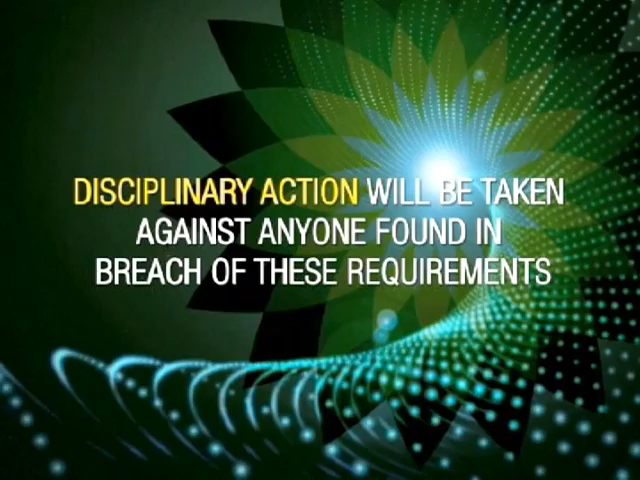 DISCIPLINARY ACTION WILL BE TAKEN
AGAINST ANYONE FOUND IN
BREACH OF THESE REQUIREMENTS